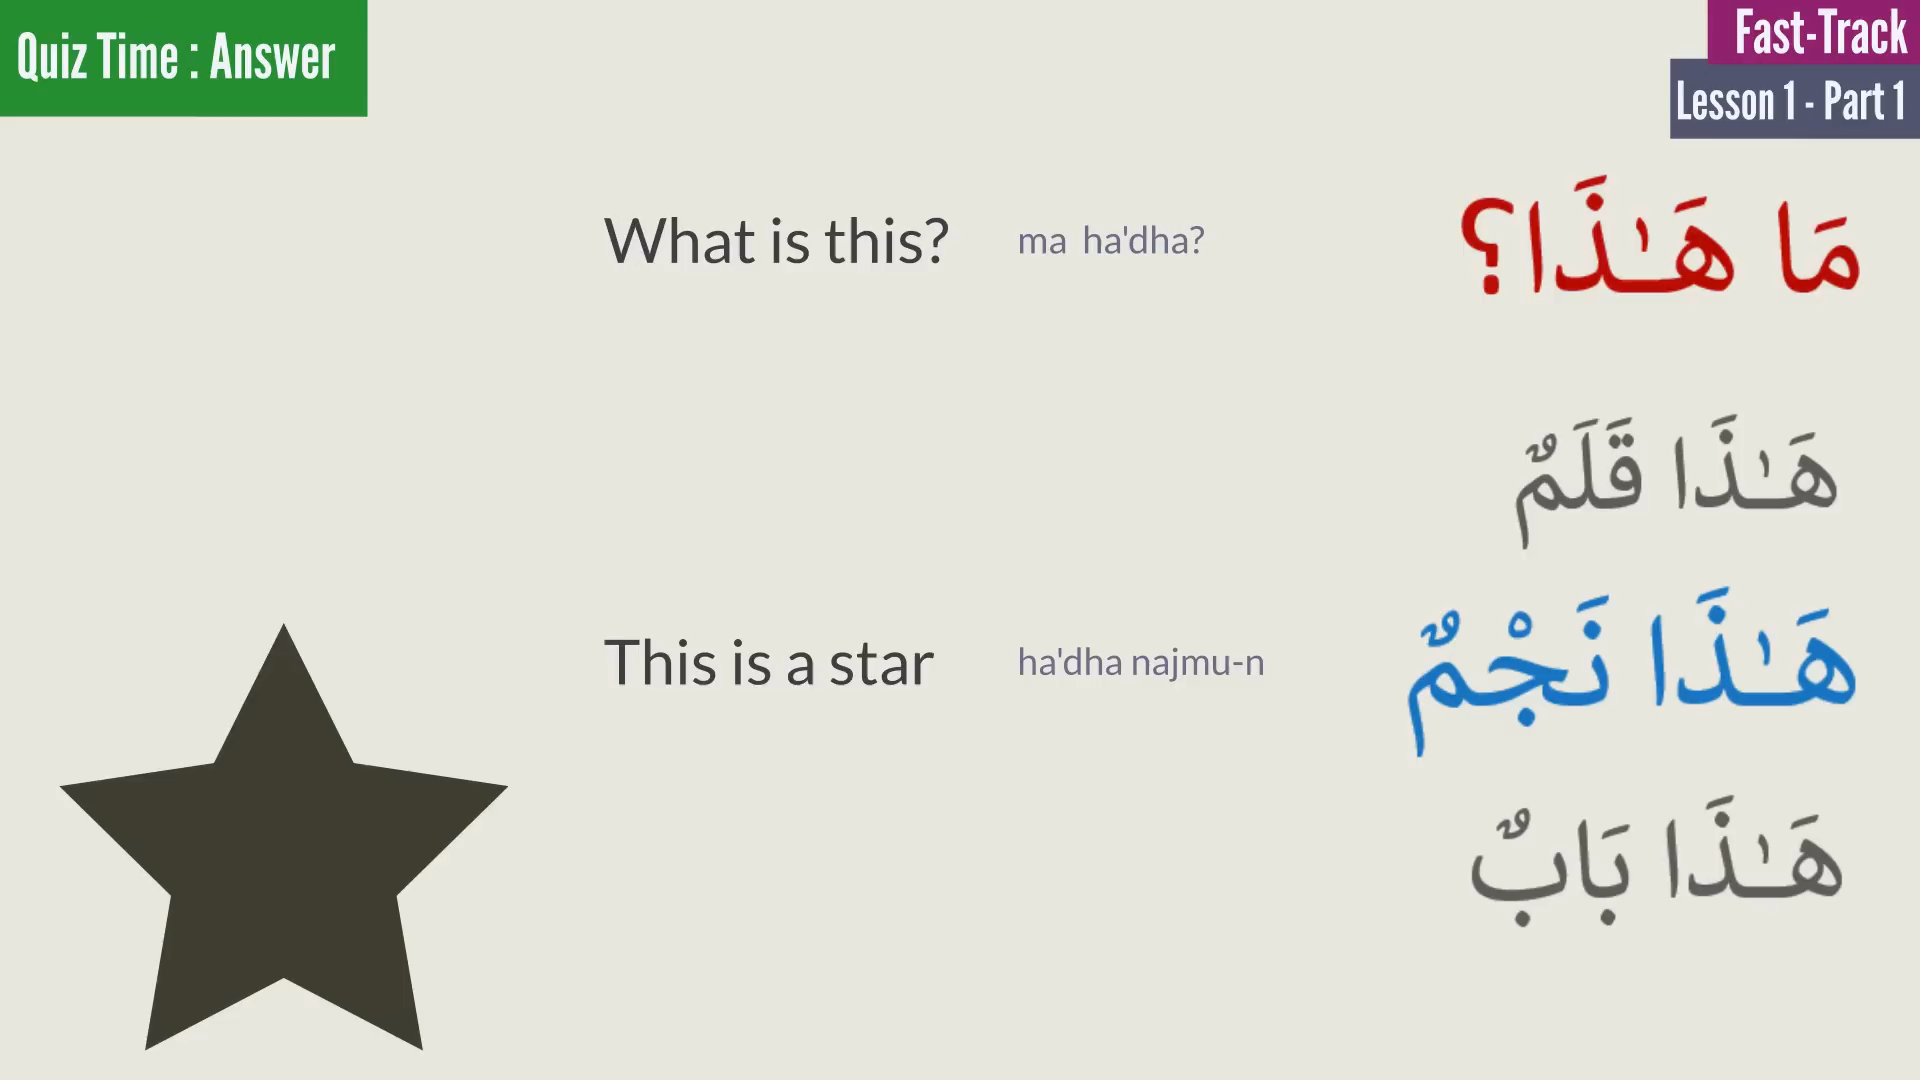 Quiz Time : Answer
Fast-Track
Lesson 1 - Part 1
What is this? ma ha'dha? مَا هَـٰذَا؟
هَـٰذَا قَلَمٌ
This is a star ha'dha najmu-n هَـٰذَا نَجْمٌ
هَـٰذَا بَابٌ